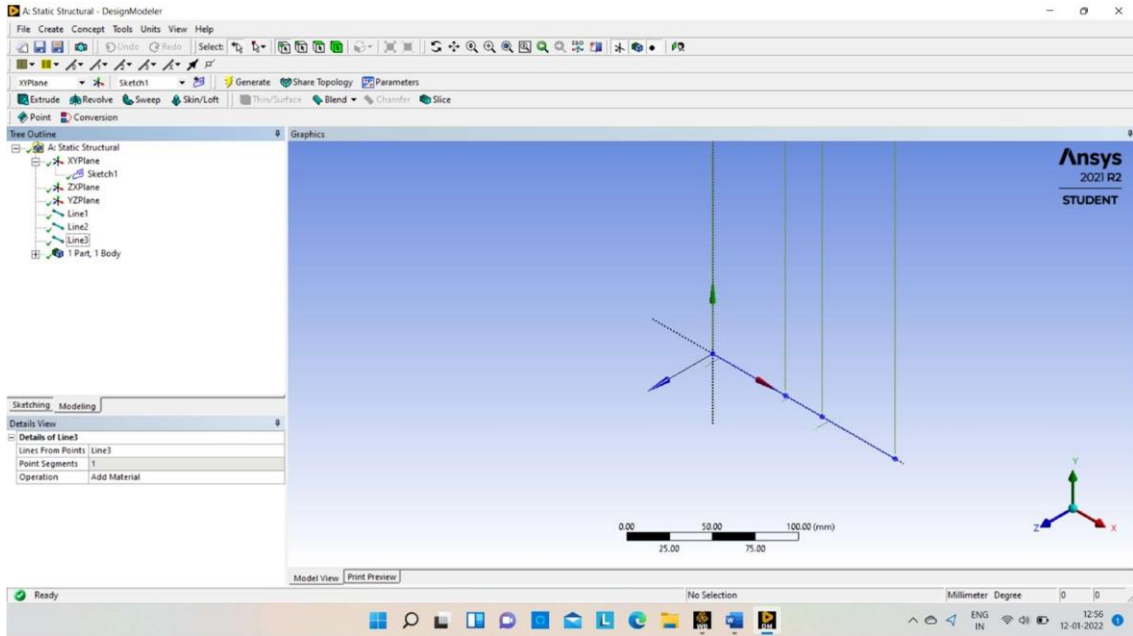 A: Static Structural - DesignModeler
File Create Concept Tools Units View Help
Undo Redo Select:
XYPlane Sketch1 Generate Share Topology Parameters
Extrude Revolve Sweep Skin/Loft Thin/Surface Blend Chamfer Slice
Point Conversion
Tree Outline
A: Static Structural
XYPlane
Sketch1
ZXPlane
YZPlane
Line1
Line2
Line3
1 Part, 1 Body
Sketching Modeling
Details View
Details of Line3
Lines From Points Line3
Point Segments 1
Operation Add Material
Graphics
Ansys
2021 R2
STUDENT
0.00 50.00 100.00 (mm)
25.00 75.00
Y
Z X
Model View Print Preview
Ready No Selection Millimeter Degree 0 0
ENG
IN
12:56
12-01-2022